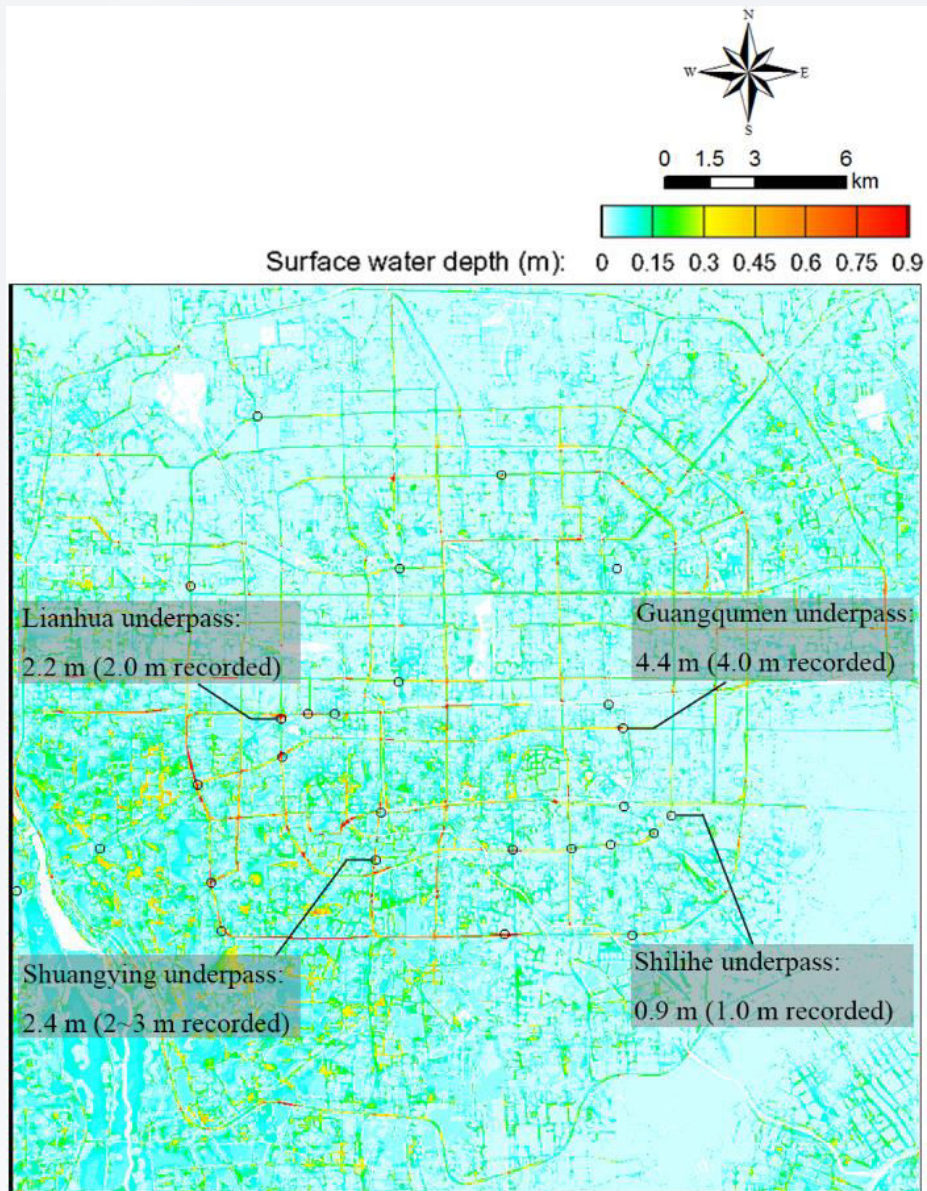 N
W E
S
0 1.5 3 6
km
Surface water depth (m): 0 0.15 0.3 0.45 0.6 0.75 0.9
Lianhua underpass:
2.2 m (2.0 m recorded)
Guangqumen underpass:
4.4 m (4.0 m recorded)
Shuangying underpass:
2.4 m (2~3 m recorded)
Shilihe underpass:
0.9 m (1.0 m recorded)